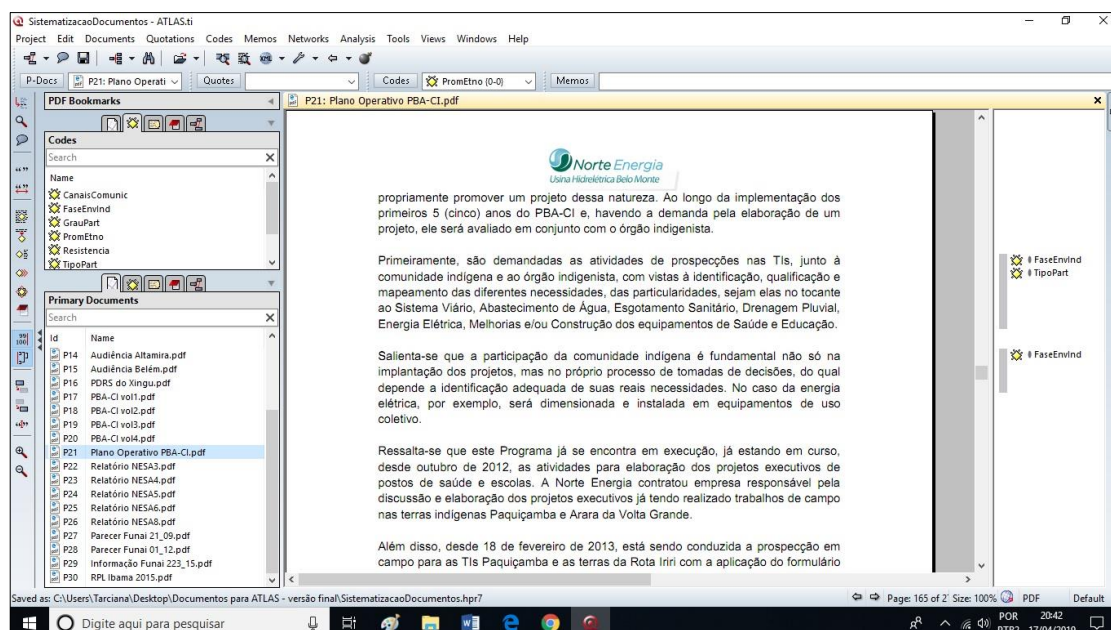 SistematizacaoDocumentos - ATLAS.ti
Project Edit Documents Quotations Codes Memos Networks Analysis Tools Views Windows Help
P-Docs P21: Plano Operati Quotes Codes PromEtno {0-0} Memos
PDF Bookmarks
P21: Plano Operativo PBA-CI.pdf
Codes
Search
Name
CanaisComunic
FaseEnvInd
GrauPart
PromEtno
Resistencia
TipoPart
Primary Documents
Search
Id Name
P14 Audiência Altamira.pdf
P15 Audiência Belém.pdf
P16 PDRS do Xingu.pdf
P17 PBA-CI vol1.pdf
P18 PBA-CI vol2.pdf
P19 PBA-CI vol3.pdf
P20 PBA-CI vol4.pdf
P21 Plano Operativo PBA-CI.pdf
P22 Relatório NESA3.pdf
P23 Relatório NESA4.pdf
P24 Relatório NESA5.pdf
P25 Relatório NESA6.pdf
P26 Relatório NESA8.pdf
P27 Parecer Funai 21_09.pdf
P28 Parecer Funai 01_12.pdf
P29 Informação Funai 223_15.pdf
P30 RPL Ibama 2015.pdf
Norte Energia
Usina Hidrelétrica Belo Monte
propriamente promover um projeto dessa natureza. Ao longo da implementação dos
primeiros 5 (cinco) anos do PBA-CI e, havendo a demanda pela elaboração de um
projeto, ele será avaliado em conjunto com o órgão indigenista.
Primeiramente, são demandadas as atividades de prospecções nas TIs, junto à
comunidade indígena e ao órgão indigenista, com vistas à identificação, qualificação e
mapeamento das diferentes necessidades, das particularidades, sejam elas no tocante
ao Sistema Viário, Abastecimento de Água, Esgotamento Sanitário, Drenagem Pluvial,
Energia Elétrica, Melhorias e/ou Construção dos equipamentos de Saúde e Educação.
Salienta-se que a participação da comunidade indígena é fundamental não só na
implantação dos projetos, mas no próprio processo de tomadas de decisões, do qual
depende a identificação adequada de suas reais necessidades. No caso da energia
elétrica, por exemplo, será dimensionada e instalada em equipamentos de uso
coletivo.
Ressalta-se que este Programa já se encontra em execução, já estando em curso,
desde outubro de 2012, as atividades para elaboração dos projetos executivos de
postos de saúde e escolas. A Norte Energia contratou empresa responsável pela
discussão e elaboração dos projetos executivos já tendo realizado trabalhos de campo
nas terras indígenas Paquiçamba e Arara da Volta Grande.
Além disso, desde 18 de fevereiro de 2013, está sendo conduzida a prospecção em
campo para as TIs Paquiçamba e as terras da Rota Iriri com a aplicação do formulário
FaseEnvInd
TipoPart
FaseEnvInd
Saved as: C:\Users\Tarciana\Desktop\Documentos para ATLAS - versão final\SistematizacaoDocumentos.hpr7
Page: 165 of 2 Size: 100% PDF Default
Digite aqui para pesquisar
POR 20:42
PTB2 17/04/2019